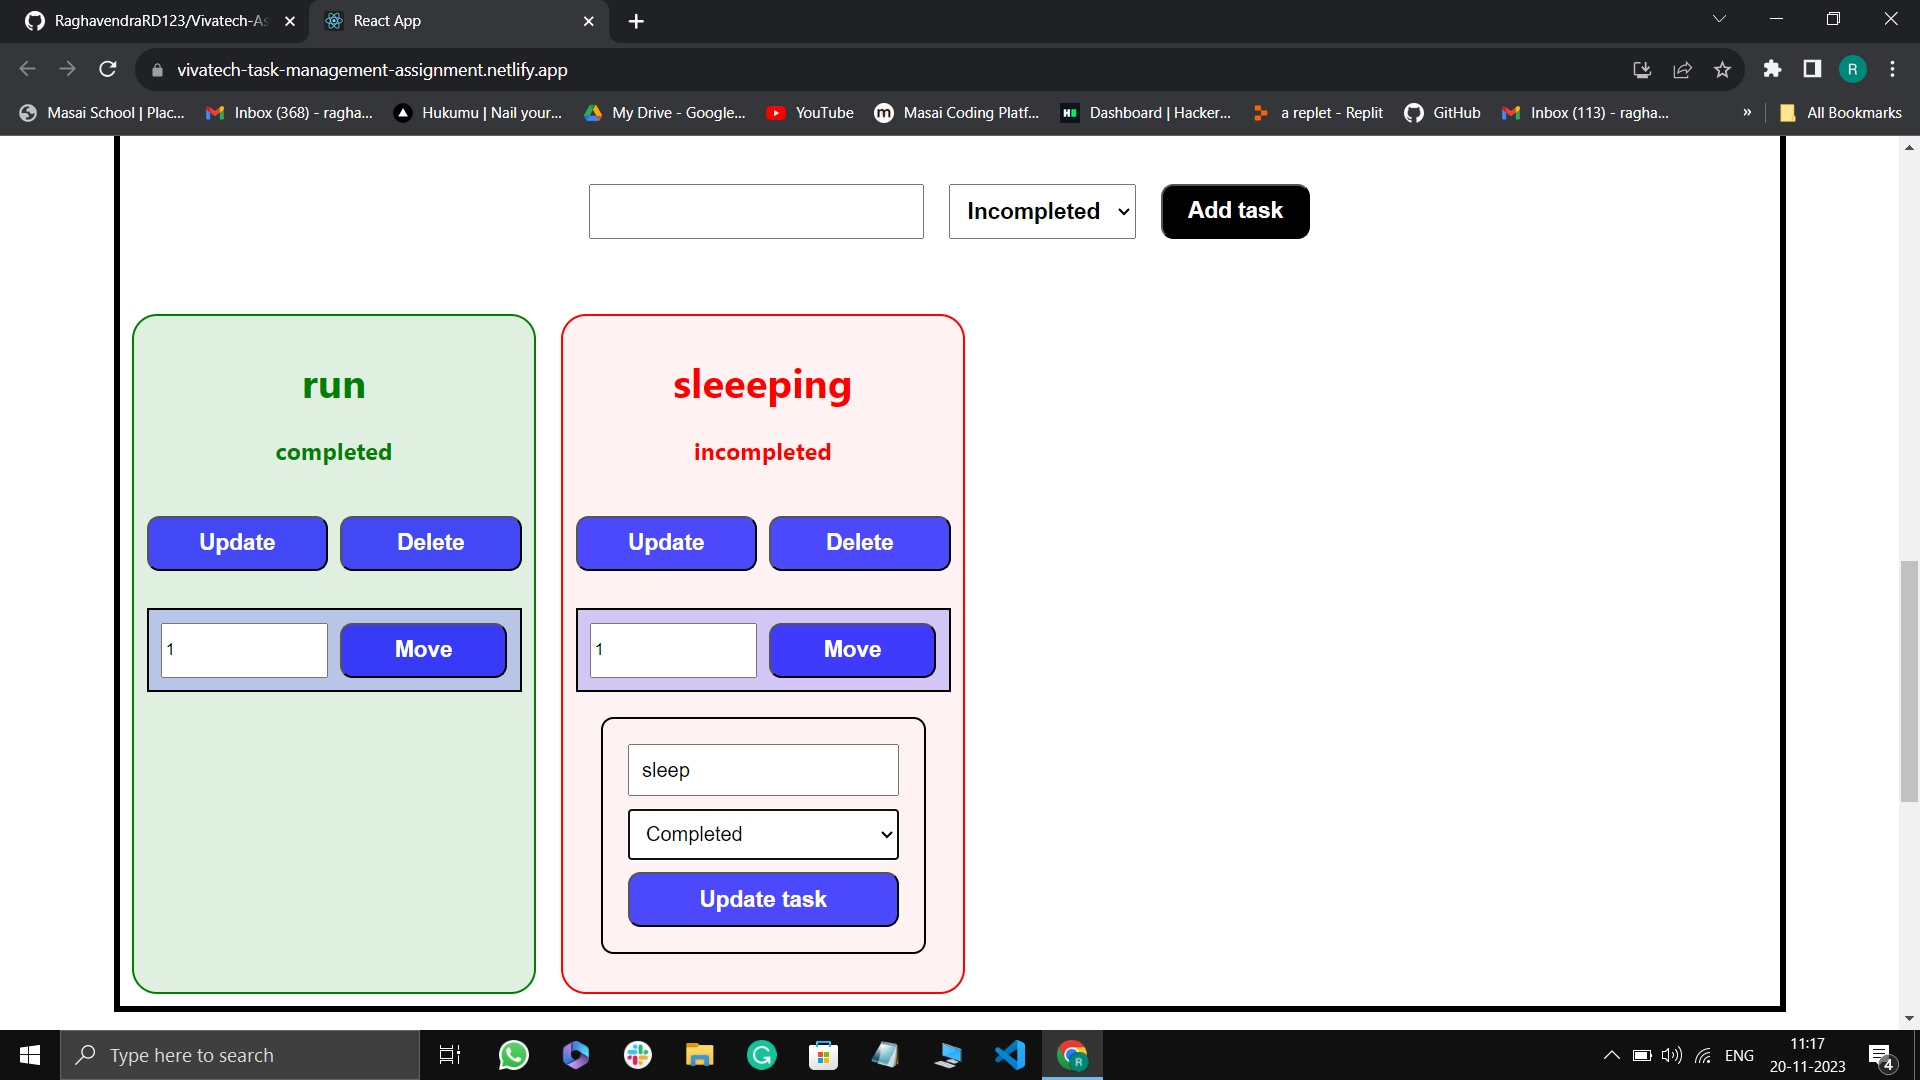 RaghavendraRD123/Vivatech-As
React App
vivatech-task-management-assignment.netlify.app
R
Masai School | Plac...
Inbox (368) - ragha...
Hukumu | Nail your...
My Drive - Google...
YouTube
Masai Coding Platf...
Dashboard | Hacker...
a replet - Replit
GitHub
Inbox (113) - ragha...
»
All Bookmarks
Incompleted
Add task
run
completed
Update
Delete
1
Move
sleeeping
incompleted
Update
Delete
1
Move
sleep
Completed
Update task
Type here to search
R
ENG
11:17
20-11-2023
4